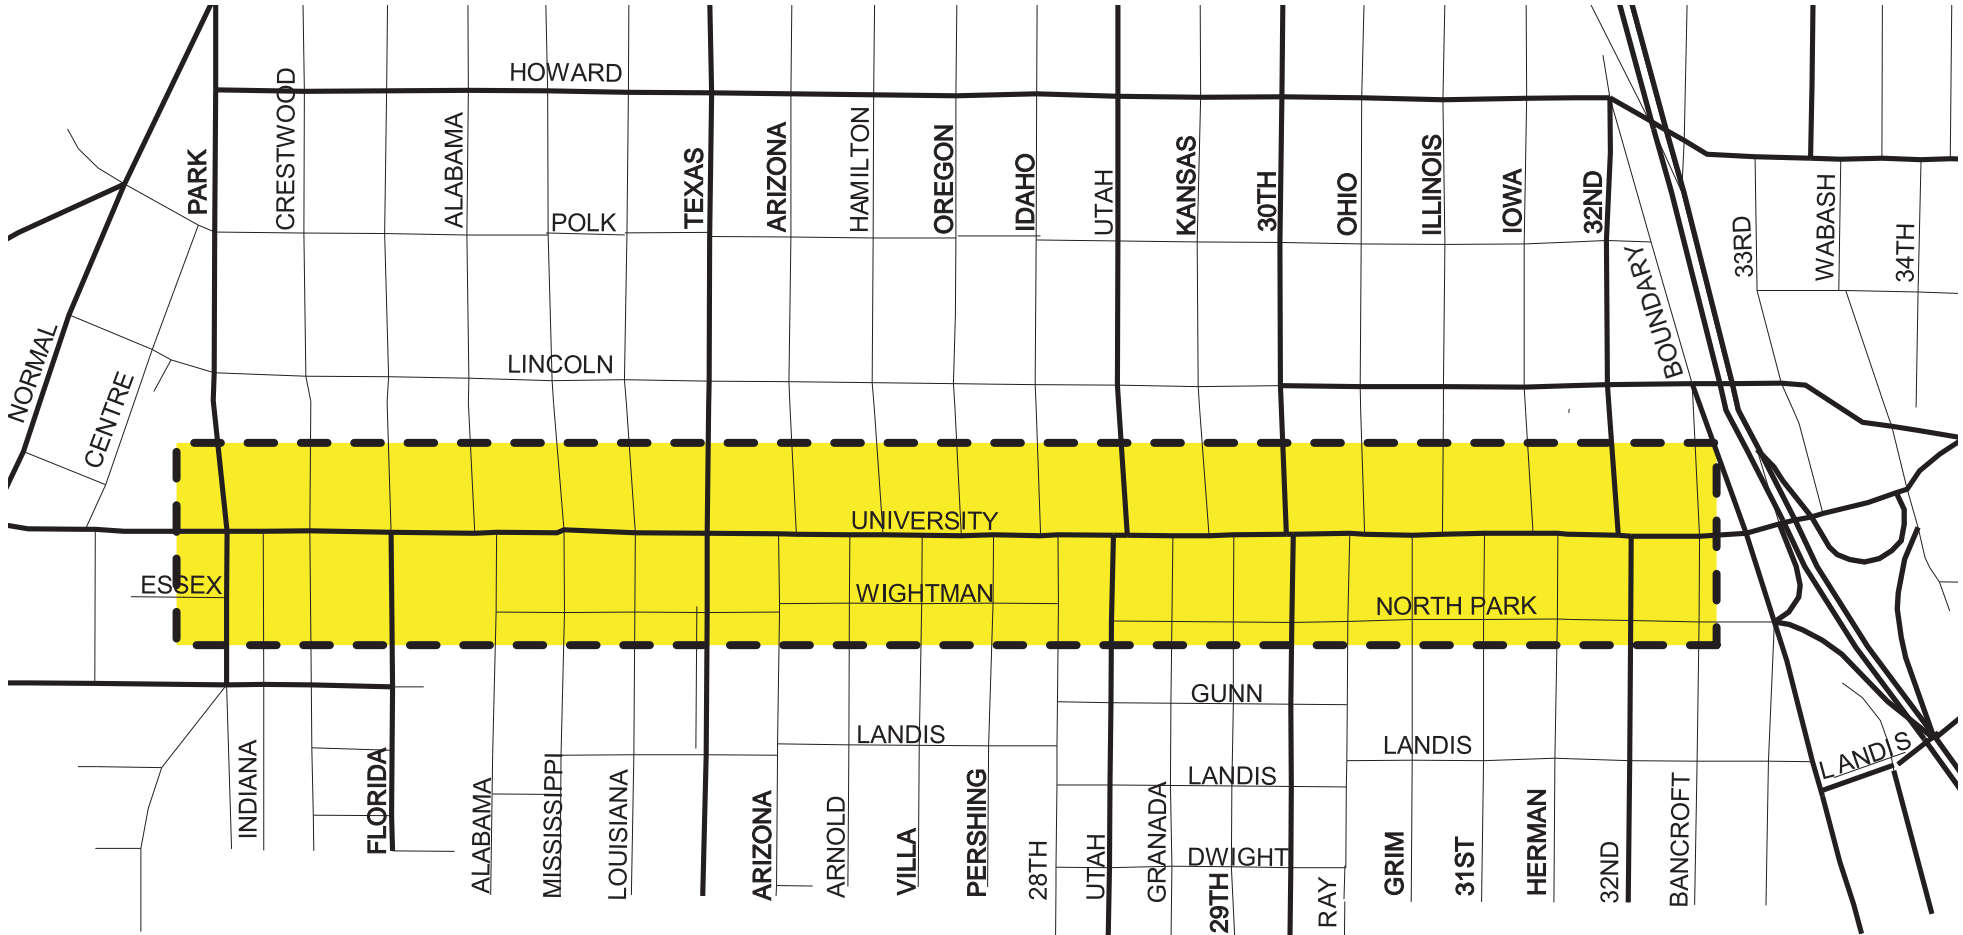 HOWARD
PARK
CRESTWOOD
ALABAMA
TEXAS
ARIZONA
HAMILTON
OREGON
IDAHO
UTAH
KANSAS
30TH
OHIO
ILLINOIS
IOWA
32ND
BOUNDARY
33RD
WABASH
34TH
POLK
NORMAL
CENTRE
LINCOLN
UNIVERSITY
ESSEX
WIGHTMAN
NORTH PARK
GUNN
LANDIS
LANDIS
LANDIS
LANDIS
DWIGHT
INDIANA
FLORIDA
ALABAMA
MISSISSIPPI
LOUISIANA
ARIZONA
ARNOLD
VILLA
PERSHING
28TH
UTAH
GRANADA
29TH
RAY
GRIM
31ST
HERMAN
32ND
BANCROFT